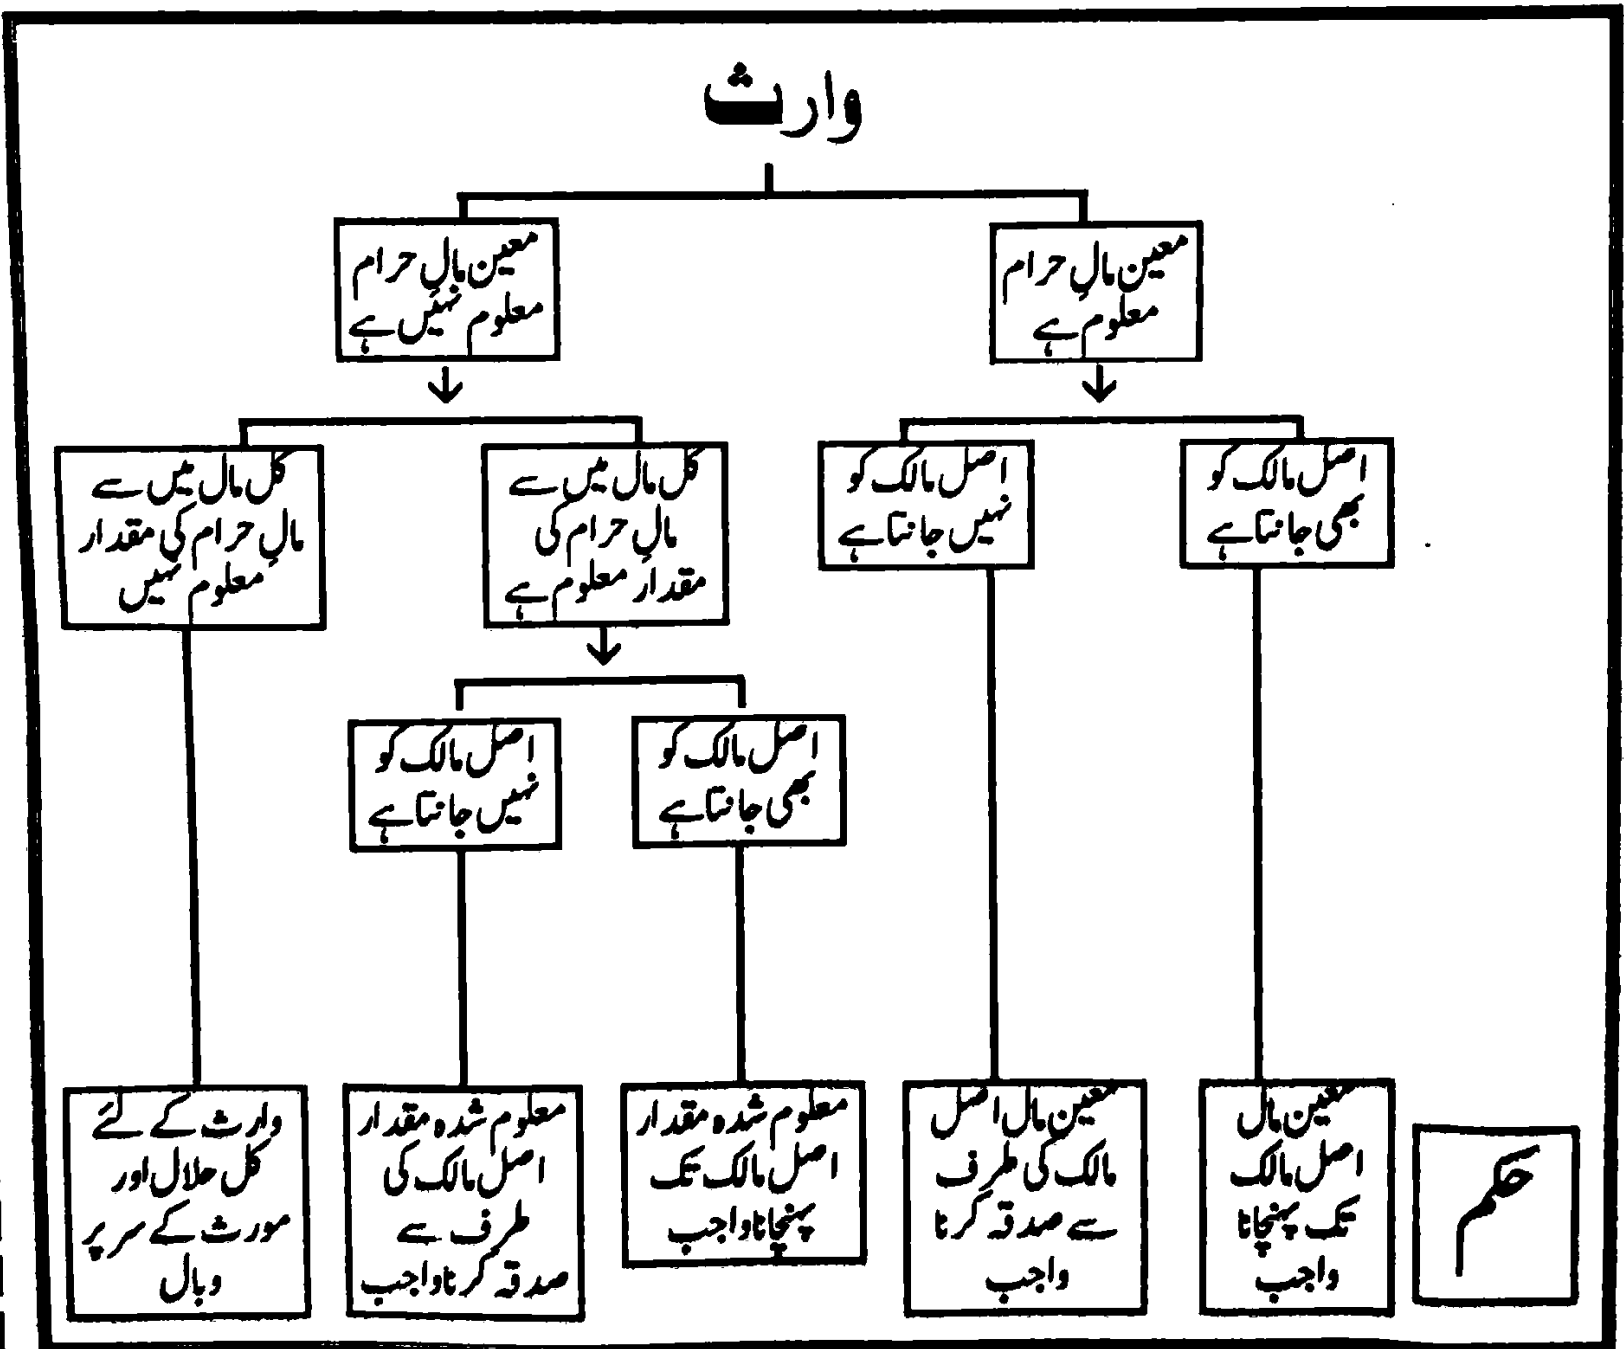 وارث
معین مالِ حرام
معلوم ہے
معین مالِ حرام
معلوم نہیں ہے
اصل مالک کو
بھی جانتا ہے
اصل مالک کو
نہیں جانتا ہے
کل مال میں سے
مالِ حرام کی
مقدار معلوم ہے
کل مال میں سے
مالِ حرام کی مقدار
معلوم نہیں
اصل مالک کو
بھی جانتا ہے
اصل مالک کو
نہیں جانتا ہے
حکم
معین مال
اصل مالک
تک پہنچانا
واجب
معین مال اصل
مالک کی طرف
سے صدقہ کرنا
واجب
معلوم شدہ مقدار
اصل مالک تک
پہنچانا واجب
معلوم شدہ مقدار
اصل مالک کی
طرف سے
صدقہ کرنا واجب
وارث کے لئے
کل حلال اور
مورث کے سر پر
وبال